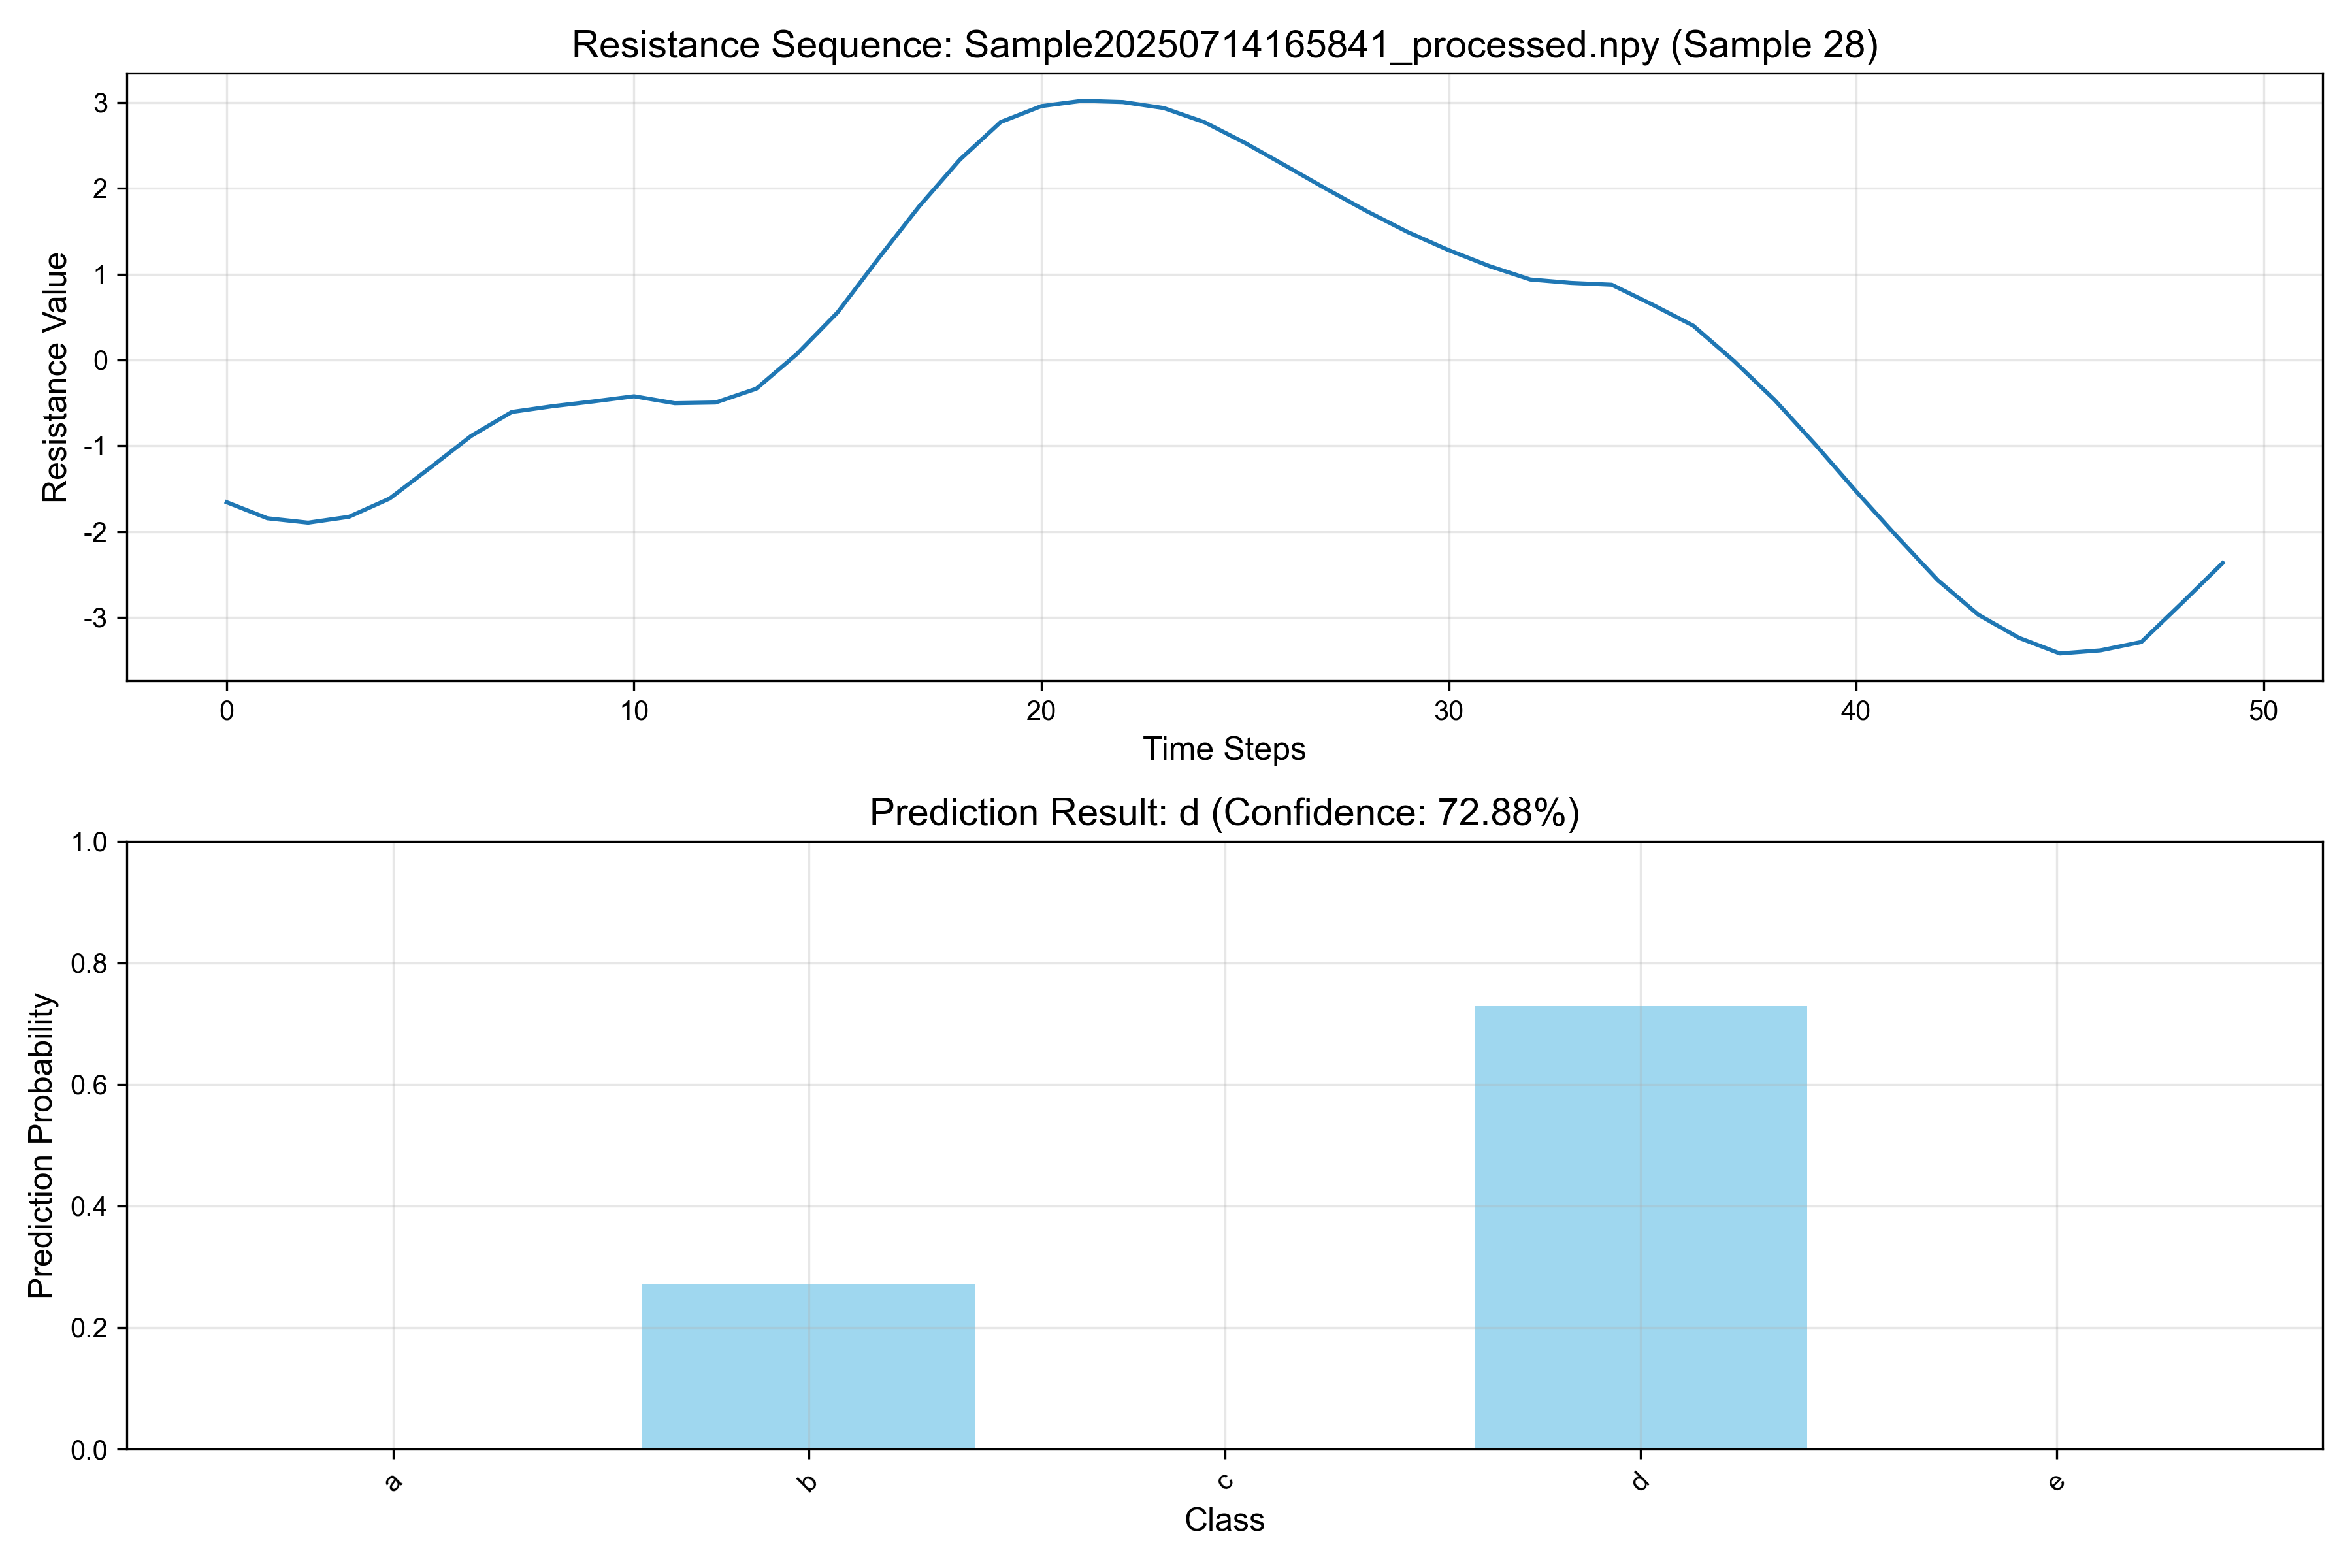 Resistance Sequence: Sample20250714165841_processed.npy (Sample 28)
3
2
1
0
-1
-2
-3
Resistance Value
0 10 20 30 40 50
Time Steps
Prediction Result: d (Confidence: 72.88%)
1.0
0.8
0.6
0.4
0.2
0.0
Prediction Probability
a b c d e
Class